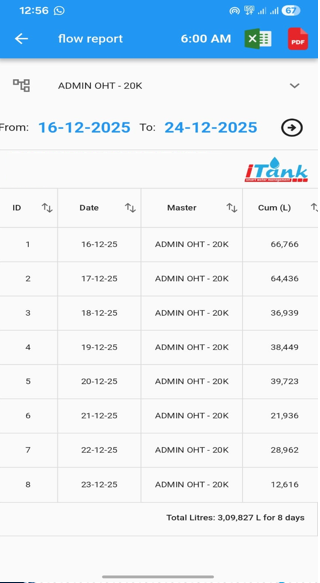 12:56 67
flow report 6:00 AM X PDF
ADMIN OHT - 20K
From: 16-12-2025 To: 24-12-2025
iTank
ID Date Master Cum (L)
1 16-12-25 ADMIN OHT - 20K 66,766
2 17-12-25 ADMIN OHT - 20K 64,436
3 18-12-25 ADMIN OHT - 20K 36,939
4 19-12-25 ADMIN OHT - 20K 38,449
5 20-12-25 ADMIN OHT - 20K 39,723
6 21-12-25 ADMIN OHT - 20K 21,936
7 22-12-25 ADMIN OHT - 20K 28,962
8 23-12-25 ADMIN OHT - 20K 12,616
Total Litres: 3,09,827 L for 8 days